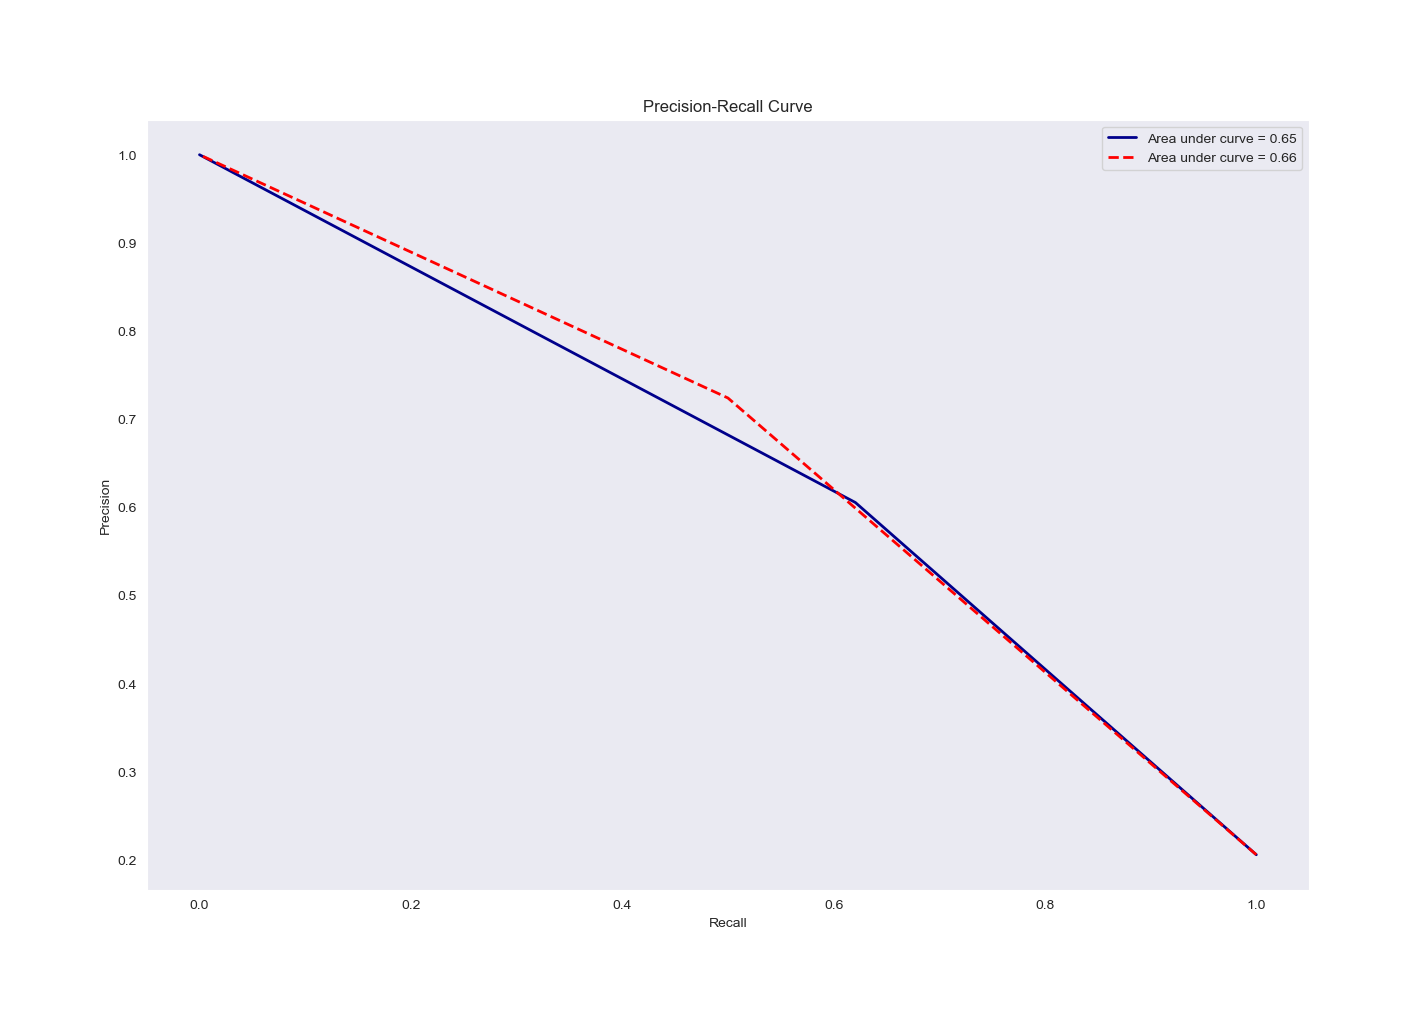 Precision-Recall Curve
Area under curve = 0.65
Area under curve = 0.66
1.0
0.9
0.8
0.7
0.6
0.5
0.4
0.3
0.2
Precision
0.0 0.2 0.4 0.6 0.8 1.0
Recall